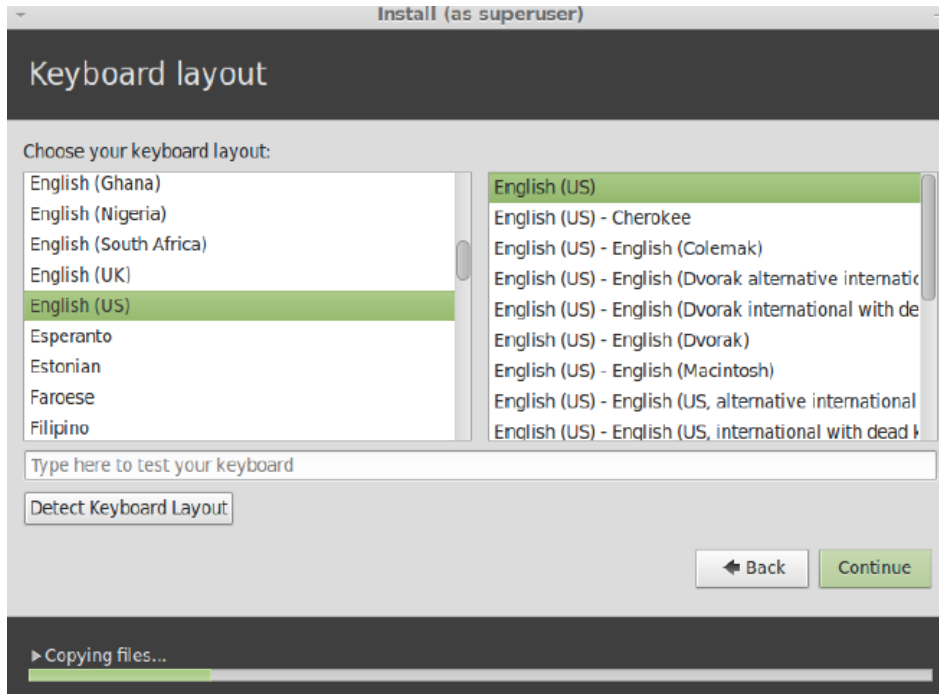 Install (as superuser)
Keyboard layout
Choose your keyboard layout:
English (Ghana)
English (Nigeria)
English (South Africa)
English (UK)
English (US)
Esperanto
Estonian
Faroese
Filipino
English (US)
English (US) - Cherokee
English (US) - English (Colemak)
English (US) - English (Dvorak alternative internatic
English (US) - English (Dvorak international with de
English (US) - English (Dvorak)
English (US) - English (Macintosh)
English (US) - English (US, alternative international
English (US) - English (US, international with dead k
Type here to test your keyboard
Detect Keyboard Layout
Back
Continue
Copying files...